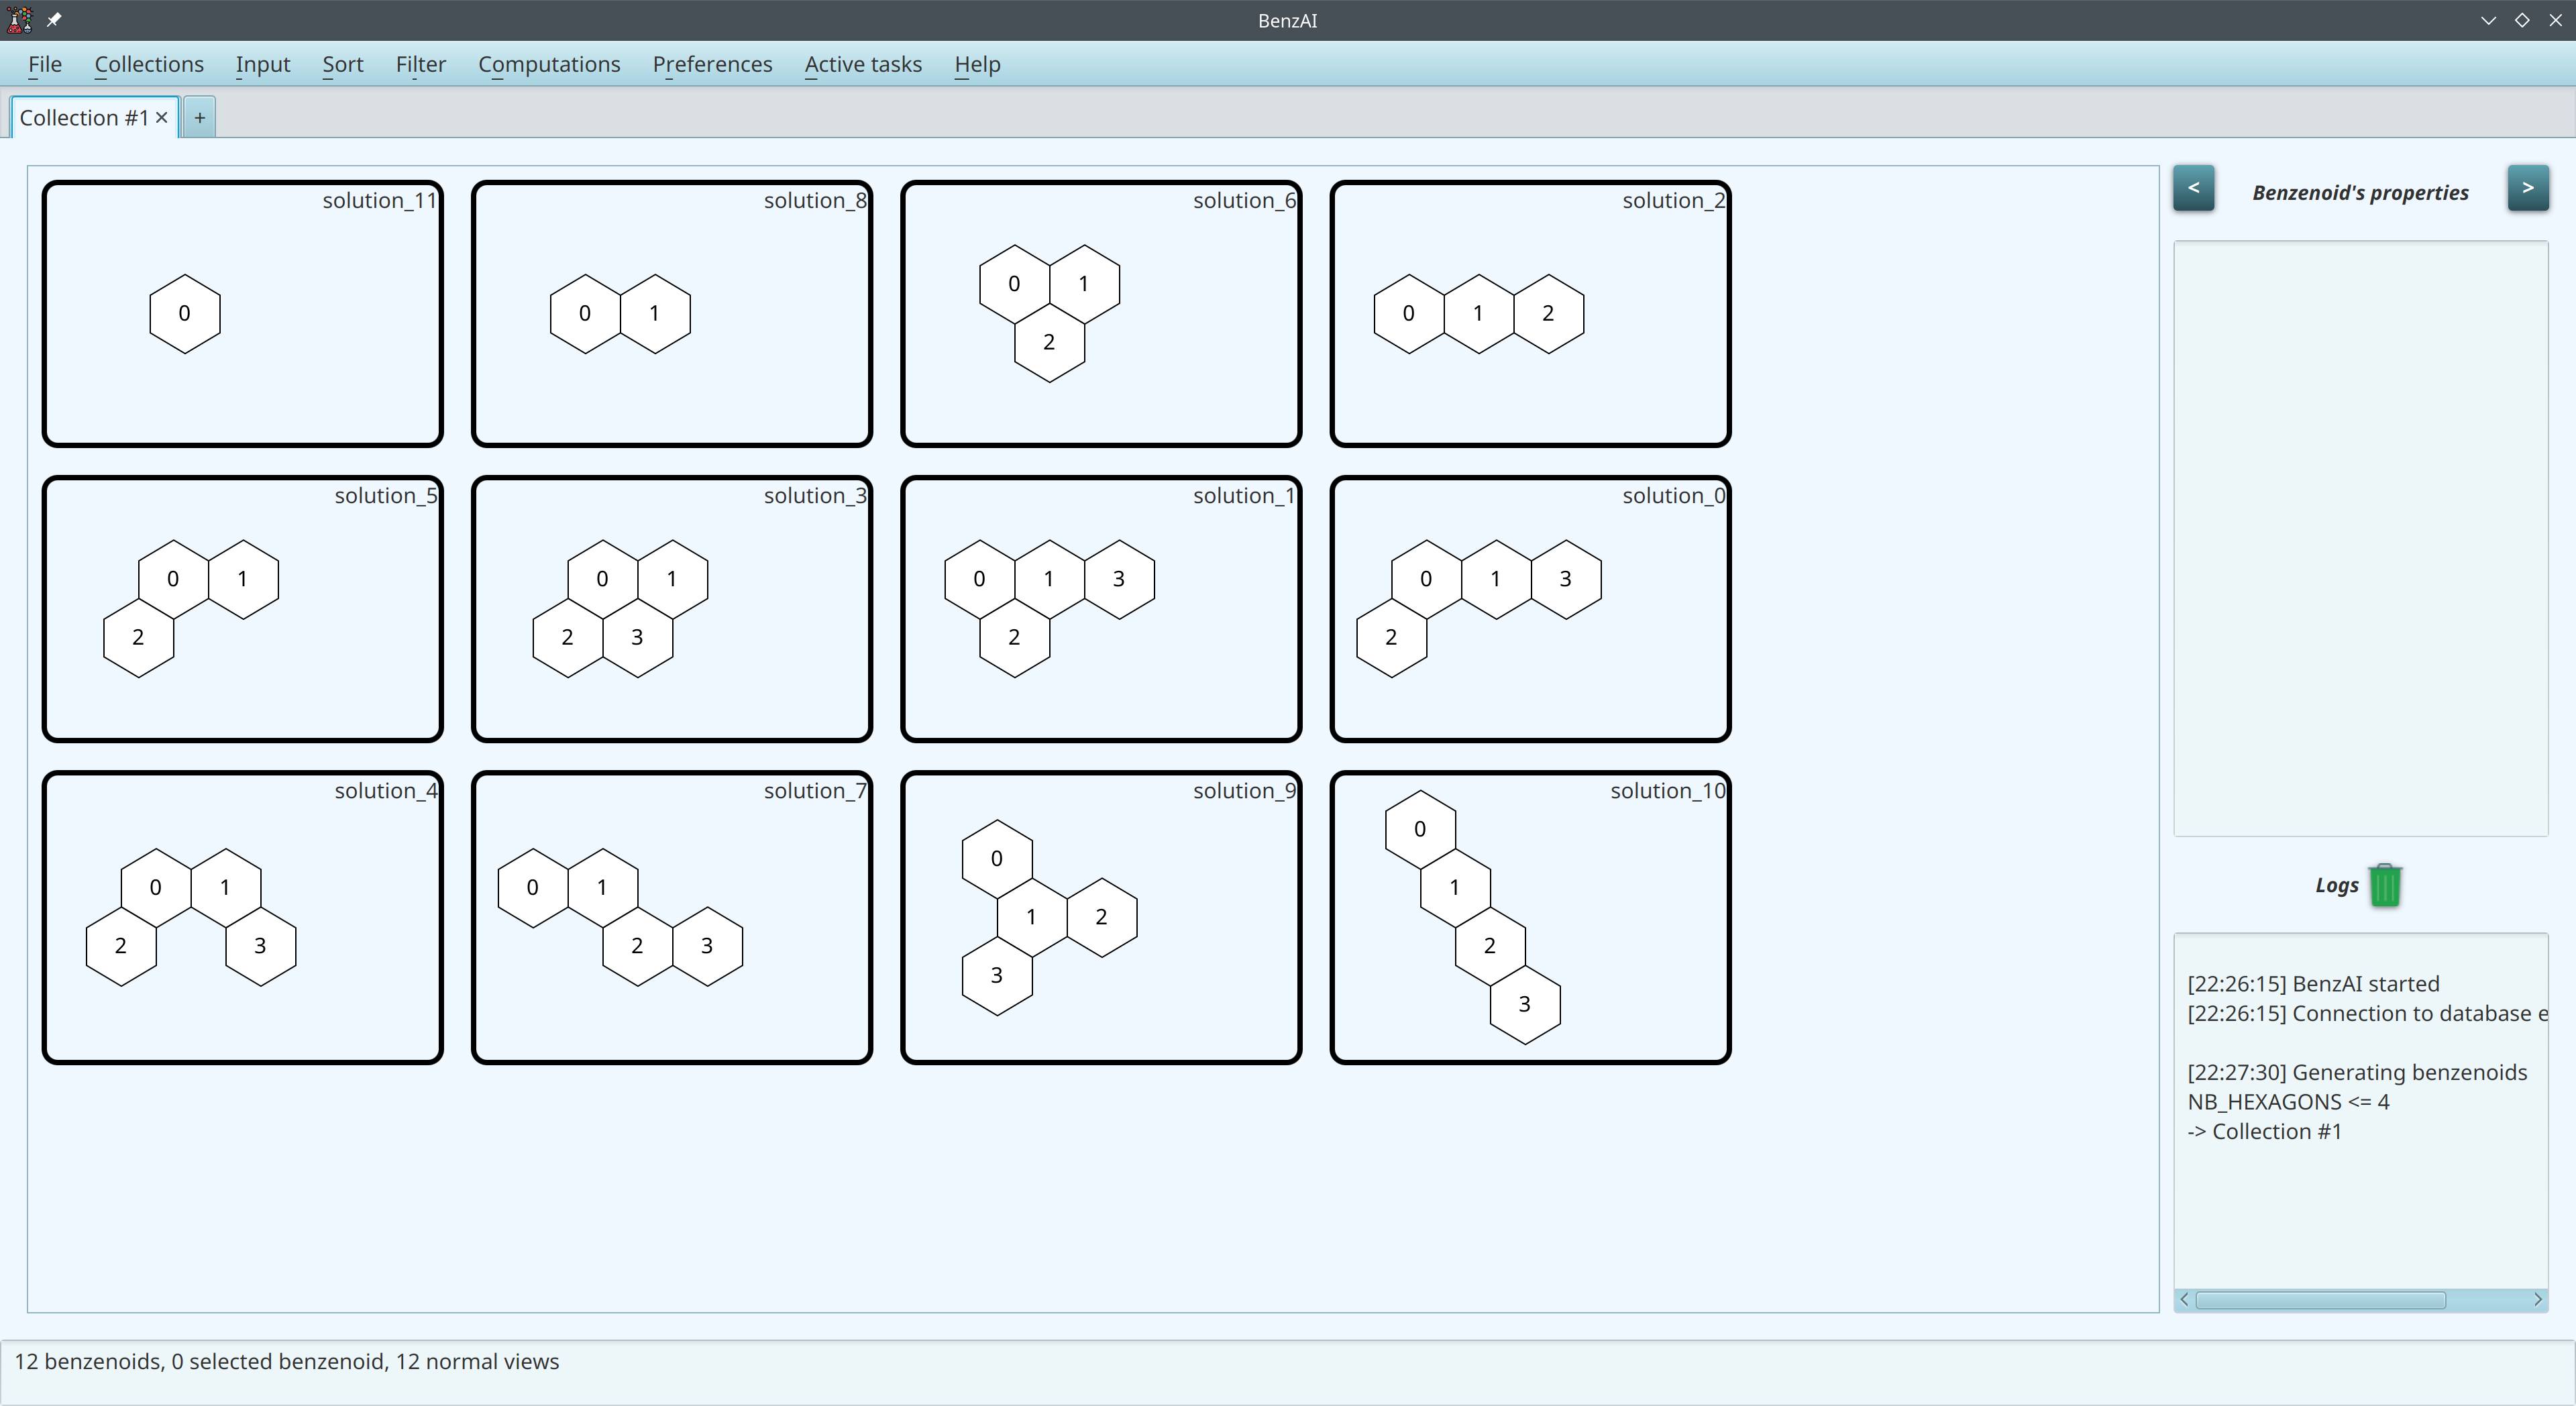 BenzAI
File Collections Input Sort Filter Computations Preferences Active tasks Help
Collection #1 × +
solution_11
0
solution_8
0 1
solution_6
0 1
2
solution_2
0 1 2
solution_5
0 1
2
solution_3
0 1
2 3
solution_1
0 1 3
2
solution_0
0 1 3
2
solution_4
0 1
2 3
solution_7
0 1
2 3
solution_9
0
1 2
3
solution_10
0
1
2
3
< Benzenoid's properties >
Logs
[22:26:15] BenzAI started
[22:26:15] Connection to database e
[22:27:30] Generating benzenoids
NB_HEXAGONS <= 4
-> Collection #1
12 benzenoids, 0 selected benzenoid, 12 normal views